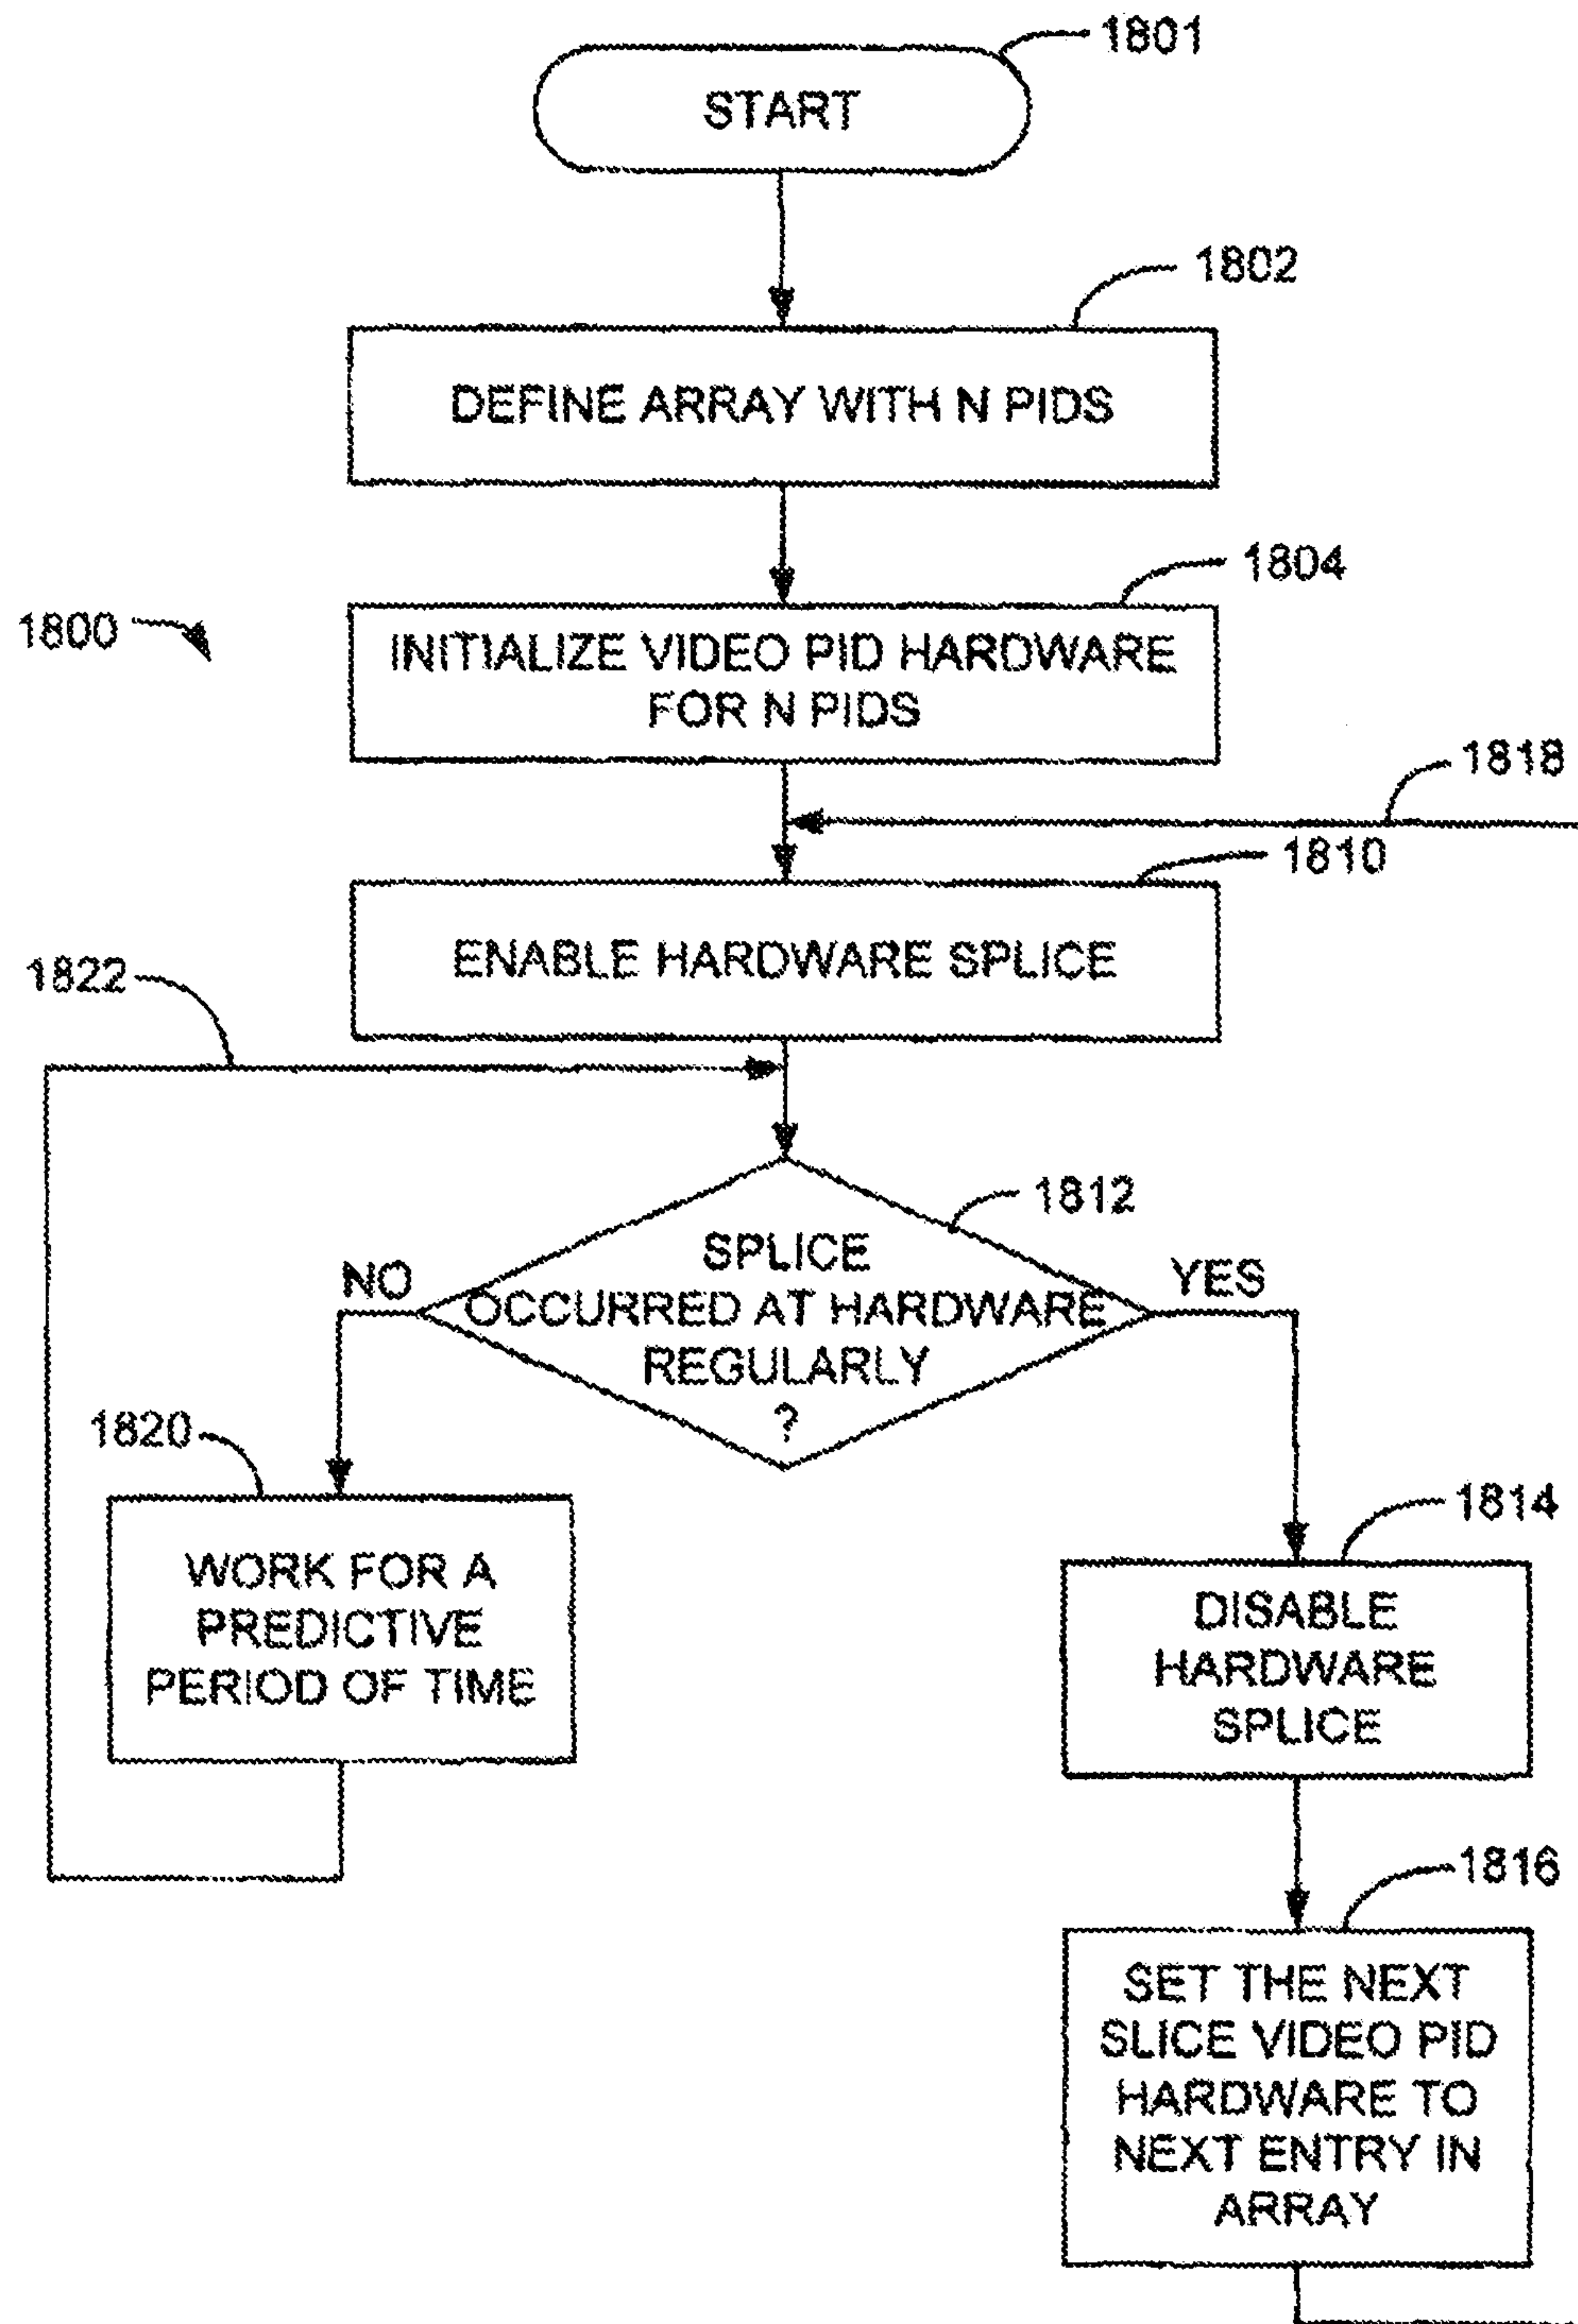 1801
START
1802
DEFINE ARRAY WITH N PIDS
1804
1800
INITIALIZE VIDEO PID HARDWARE
FOR N PIDS
1818
1810
ENABLE HARDWARE SPLICE
1822
1812
SPLICE
OCCURRED AT HARDWARE
REGULARLY
?
NO
YES
1820
WORK FOR A
PREDICTIVE
PERIOD OF TIME
1814
DISABLE
HARDWARE
SPLICE
1816
SET THE NEXT
SLICE VIDEO PID
HARDWARE TO
NEXT ENTRY IN
ARRAY